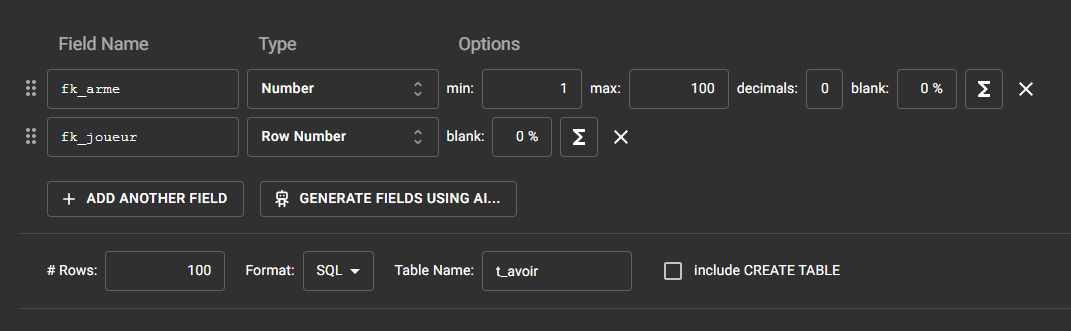 Field Name Type Options
fk_arme Number min: 1 max: 100 decimals: 0 blank: 0 % Σ
fk_joueur Row Number blank: 0 % Σ
+ ADD ANOTHER FIELD GENERATE FIELDS USING AI...
# Rows: 100 Format: SQL Table Name: t_avoir include CREATE TABLE